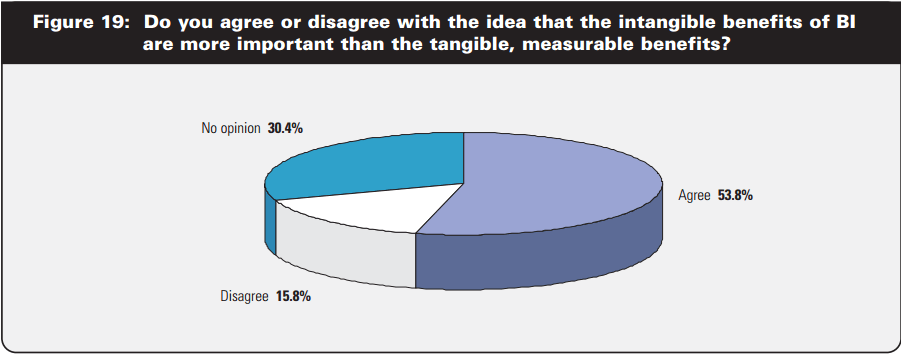 Figure 19: Do you agree or disagree with the idea that the intangible benefits of BI
are more important than the tangible, measurable benefits?
No opinion 30.4%
Agree 53.8%
Disagree 15.8%